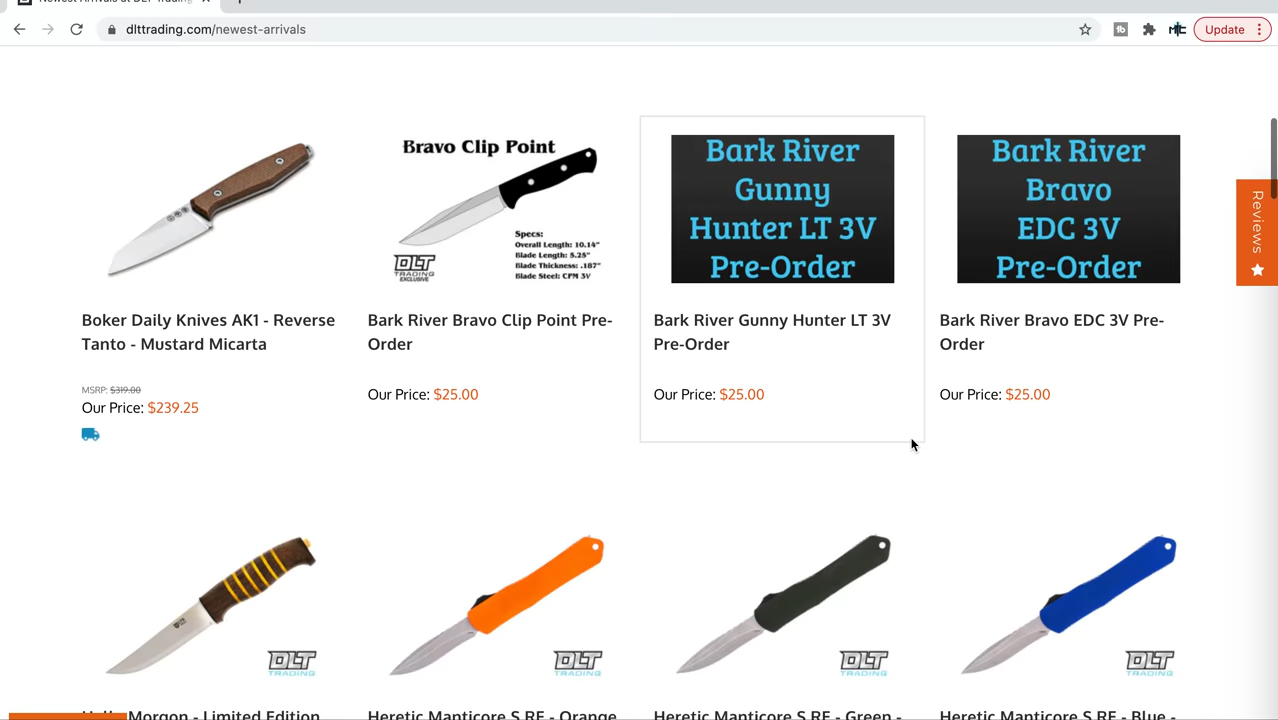 Newest Arrivals at DLT Trading
dlttrading.com/newest-arrivals
Update
Bravo Clip Point
Specs:
Overall Length: 10.14"
Blade Length: 5.25"
Blade Thickness: .187"
Blade Steel: CPM 3V
DLT
TRADING
EXCLUSIVE
Bark River
Gunny
Hunter LT 3V
Pre-Order
Bark River
Bravo
EDC 3V
Pre-Order
Reviews
Boker Daily Knives AK1 - Reverse
Tanto - Mustard Micarta
MSRP: $319.00
Our Price: $239.25
Bark River Bravo Clip Point Pre-
Order
Our Price: $25.00
Bark River Gunny Hunter LT 3V
Pre-Order
Our Price: $25.00
Bark River Bravo EDC 3V Pre-
Order
Our Price: $25.00
DLT
TRADING
DLT
TRADING
DLT
TRADING
DLT
TRADING
Morgon - Limited Edition
Heretic Manticore S RE - Orange
Heretic Manticore S RE - Green -
Heretic Manticore S RE - Blue -